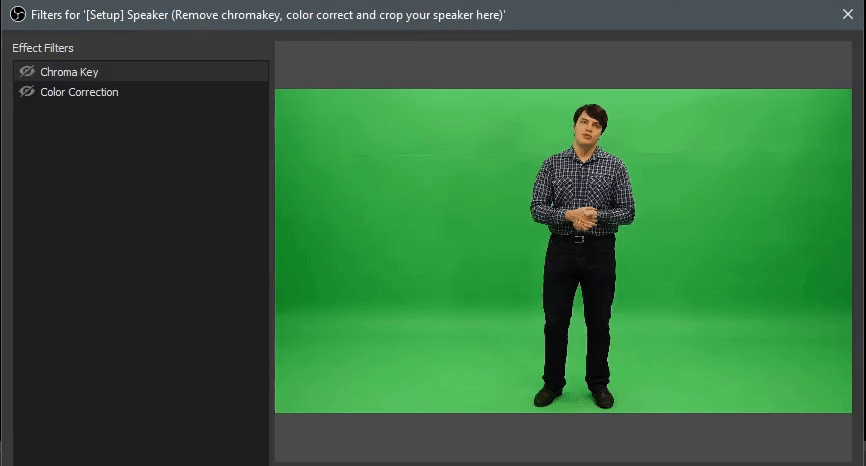 Filters for '[Setup] Speaker (Remove chromakey, color correct and crop your speaker here)'
Effect Filters
Chroma Key
Color Correction